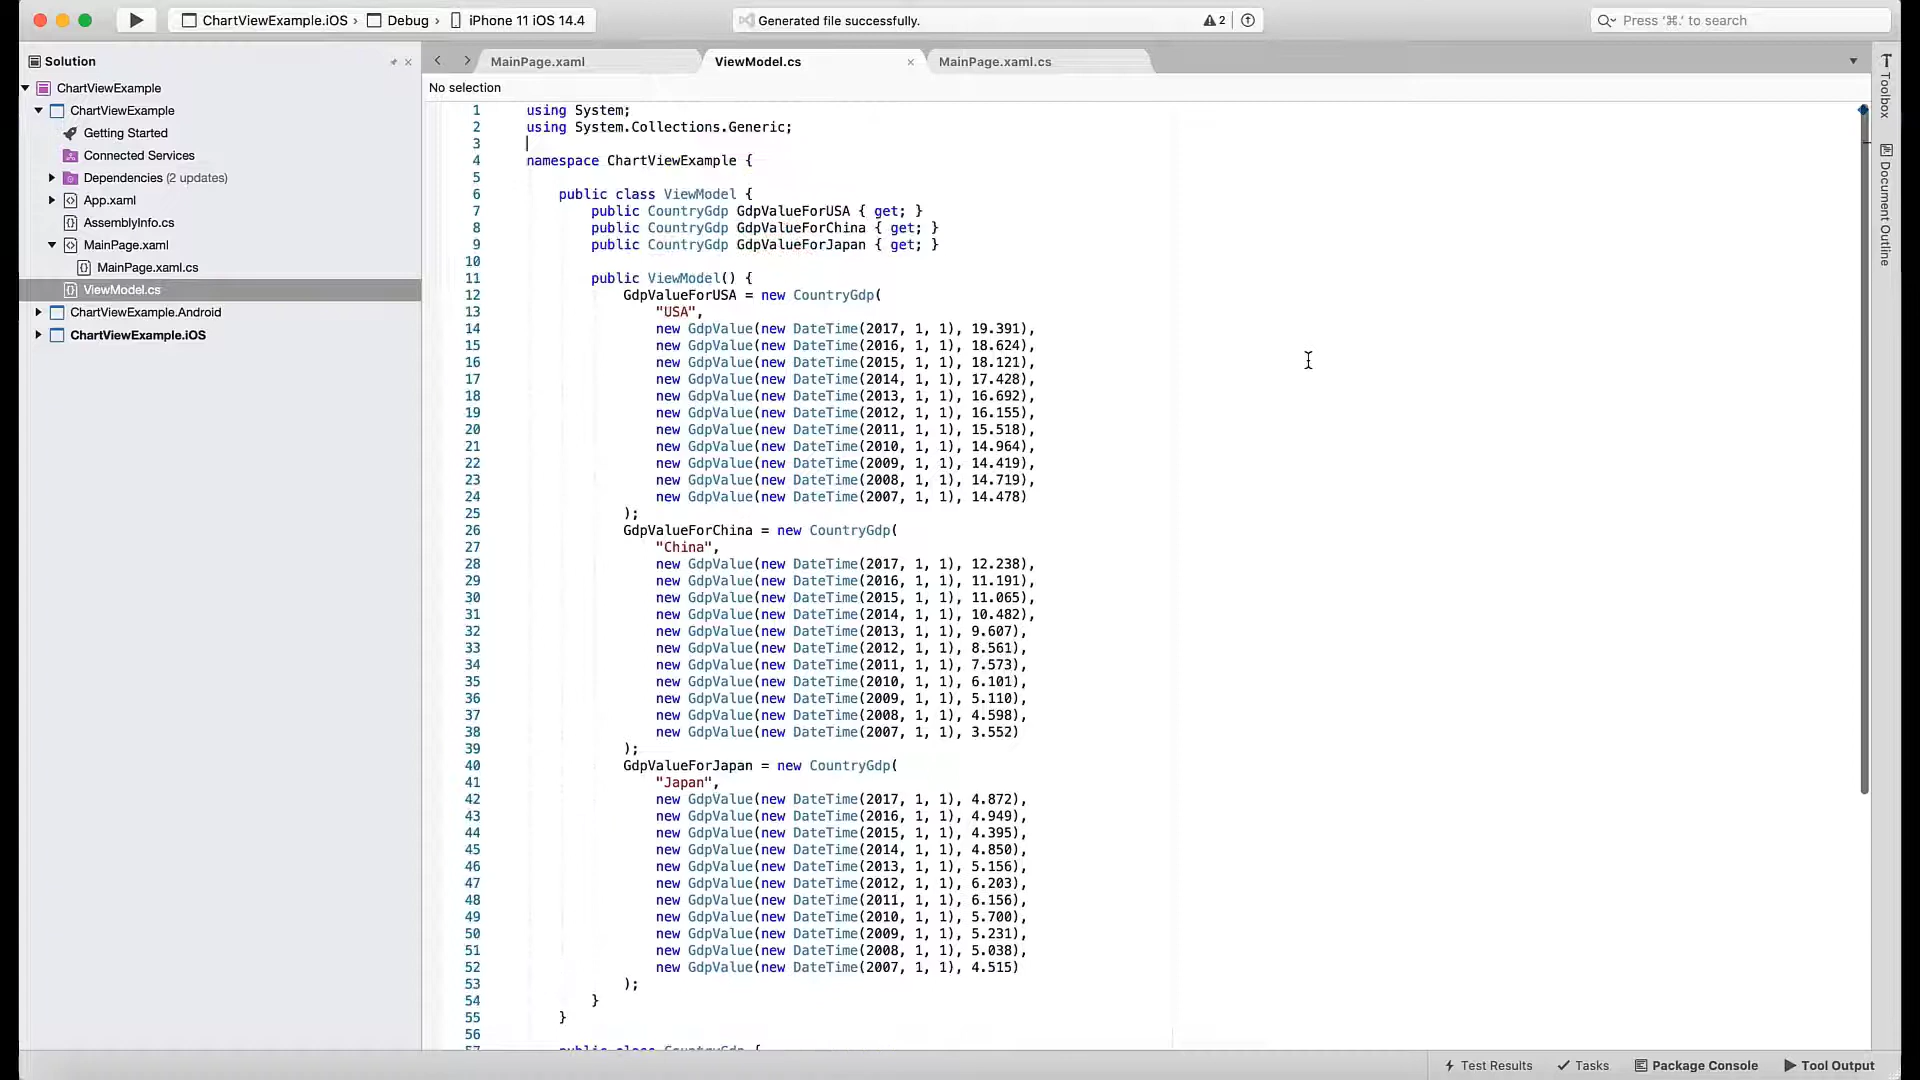 ChartViewExample.iOS › Debug › iPhone 11 iOS 14.4
Generated file successfully.
2
Press '⌘.' to search
Solution
ChartViewExample
ChartViewExample
Getting Started
Connected Services
Dependencies (2 updates)
App.xaml
AssemblyInfo.cs
MainPage.xaml
MainPage.xaml.cs
ViewModel.cs
ChartViewExample.Android
ChartViewExample.iOS
MainPage.xaml
ViewModel.cs
MainPage.xaml.cs
No selection
1 using System;
2 using System.Collections.Generic;
3
4 namespace ChartViewExample {
5
6 public class ViewModel {
7 public CountryGdp GdpValueForUSA { get; }
8 public CountryGdp GdpValueForChina { get; }
9 public CountryGdp GdpValueForJapan { get; }
10
11 public ViewModel() {
12 GdpValueForUSA = new CountryGdp(
13 "USA",
14 new GdpValue(new DateTime(2017, 1, 1), 19.391),
15 new GdpValue(new DateTime(2016, 1, 1), 18.624),
16 new GdpValue(new DateTime(2015, 1, 1), 18.121),
17 new GdpValue(new DateTime(2014, 1, 1), 17.428),
18 new GdpValue(new DateTime(2013, 1, 1), 16.692),
19 new GdpValue(new DateTime(2012, 1, 1), 16.155),
20 new GdpValue(new DateTime(2011, 1, 1), 15.518),
21 new GdpValue(new DateTime(2010, 1, 1), 14.964),
22 new GdpValue(new DateTime(2009, 1, 1), 14.419),
23 new GdpValue(new DateTime(2008, 1, 1), 14.719),
24 new GdpValue(new DateTime(2007, 1, 1), 14.478)
25 );
26 GdpValueForChina = new CountryGdp(
27 "China",
28 new GdpValue(new DateTime(2017, 1, 1), 12.238),
29 new GdpValue(new DateTime(2016, 1, 1), 11.191),
30 new GdpValue(new DateTime(2015, 1, 1), 11.065),
31 new GdpValue(new DateTime(2014, 1, 1), 10.482),
32 new GdpValue(new DateTime(2013, 1, 1), 9.607),
33 new GdpValue(new DateTime(2012, 1, 1), 8.561),
34 new GdpValue(new DateTime(2011, 1, 1), 7.573),
35 new GdpValue(new DateTime(2010, 1, 1), 6.101),
36 new GdpValue(new DateTime(2009, 1, 1), 5.110),
37 new GdpValue(new DateTime(2008, 1, 1), 4.598),
38 new GdpValue(new DateTime(2007, 1, 1), 3.552)
39 );
40 GdpValueForJapan = new CountryGdp(
41 "Japan",
42 new GdpValue(new DateTime(2017, 1, 1), 4.872),
43 new GdpValue(new DateTime(2016, 1, 1), 4.949),
44 new GdpValue(new DateTime(2015, 1, 1), 4.395),
45 new GdpValue(new DateTime(2014, 1, 1), 4.850),
46 new GdpValue(new DateTime(2013, 1, 1), 5.156),
47 new GdpValue(new DateTime(2012, 1, 1), 6.203),
48 new GdpValue(new DateTime(2011, 1, 1), 6.156),
49 new GdpValue(new DateTime(2010, 1, 1), 5.700),
50 new GdpValue(new DateTime(2009, 1, 1), 5.231),
51 new GdpValue(new DateTime(2008, 1, 1), 5.038),
52 new GdpValue(new DateTime(2007, 1, 1), 4.515)
53 );
54 }
55 }
56
57 public class CountryGdp {
Toolbox
Document Outline
Test Results
Tasks
Package Console
Tool Output